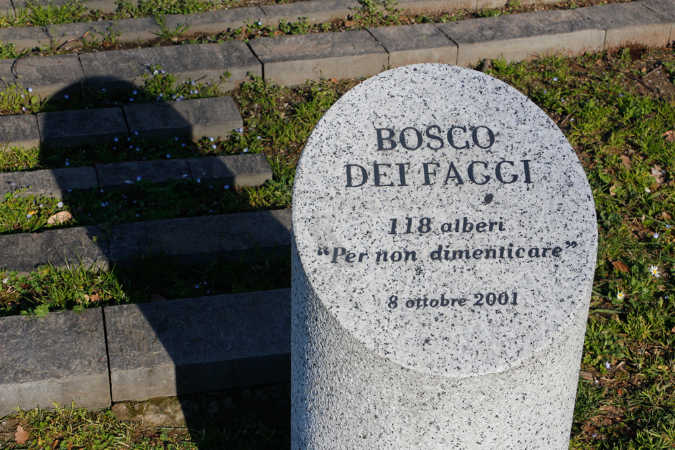 BOSCO
DEI FAGGI
118 alberi
“Per non dimenticare”
8 ottobre 2001